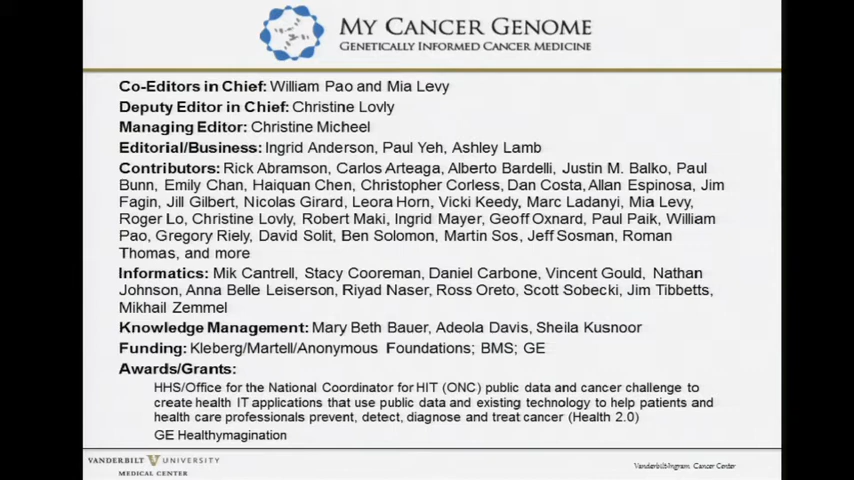 MY CANCER GENOME
GENETICALLY INFORMED CANCER MEDICINE
Co-Editors in Chief: William Pao and Mia Levy
Deputy Editor in Chief: Christine Lovly
Managing Editor: Christine Micheel
Editorial/Business: Ingrid Anderson, Paul Yeh, Ashley Lamb
Contributors: Rick Abramson, Carlos Arteaga, Alberto Bardelli, Justin M. Balko, Paul
Bunn, Emily Chan, Haiquan Chen, Christopher Corless, Dan Costa, Allan Espinosa, Jim
Fagin, Jill Gilbert, Nicolas Girard, Leora Horn, Vicki Keedy, Marc Ladanyi, Mia Levy,
Roger Lo, Christine Lovly, Robert Maki, Ingrid Mayer, Geoff Oxnard, Paul Paik, William
Pao, Gregory Riely, David Solit, Ben Solomon, Martin Sos, Jeff Sosman, Roman
Thomas, and more
Informatics: Mik Cantrell, Stacy Cooreman, Daniel Carbone, Vincent Gould, Nathan
Johnson, Anna Belle Leiserson, Riyad Naser, Ross Oreto, Scott Sobecki, Jim Tibbetts,
Mikhail Zemmel
Knowledge Management: Mary Beth Bauer, Adeola Davis, Sheila Kusnoor
Funding: Kleberg/Martell/Anonymous Foundations; BMS; GE
Awards/Grants:
HHS/Office for the National Coordinator for HIT (ONC) public data and cancer challenge to
create health IT applications that use public data and existing technology to help patients and
health care professionals prevent, detect, diagnose and treat cancer (Health 2.0)
GE Healthymagination
VANDERBILT UNIVERSITY
MEDICAL CENTER
Vanderbilt-Ingram Cancer Center